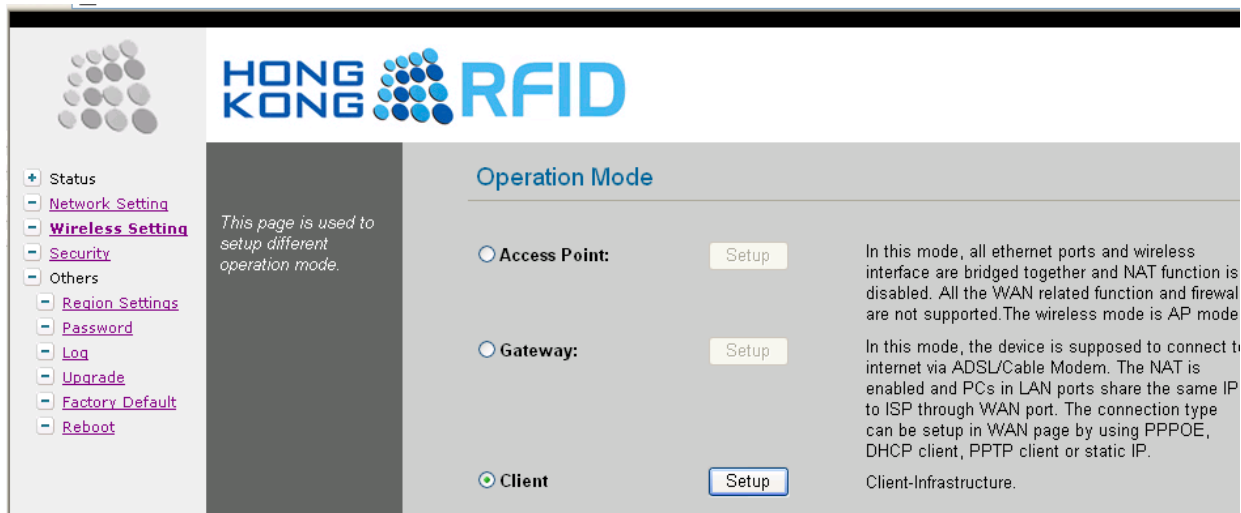 HONG KONG RFID
Status
Network Setting
Wireless Setting
Security
Others
Region Settings
Password
Log
Upgrade
Factory Default
Reboot
This page is used to
setup different
operation mode.
Operation Mode
Access Point:
Setup
In this mode, all ethernet ports and wireless
interface are bridged together and NAT function is
disabled. All the WAN related function and firewal
are not supported.The wireless mode is AP mode
Gateway:
Setup
In this mode, the device is supposed to connect t
internet via ADSL/Cable Modem. The NAT is
enabled and PCs in LAN ports share the same IP
to ISP through WAN port. The connection type
can be setup in WAN page by using PPPOE,
DHCP client, PPTP client or static IP.
Client
Setup
Client-Infrastructure.